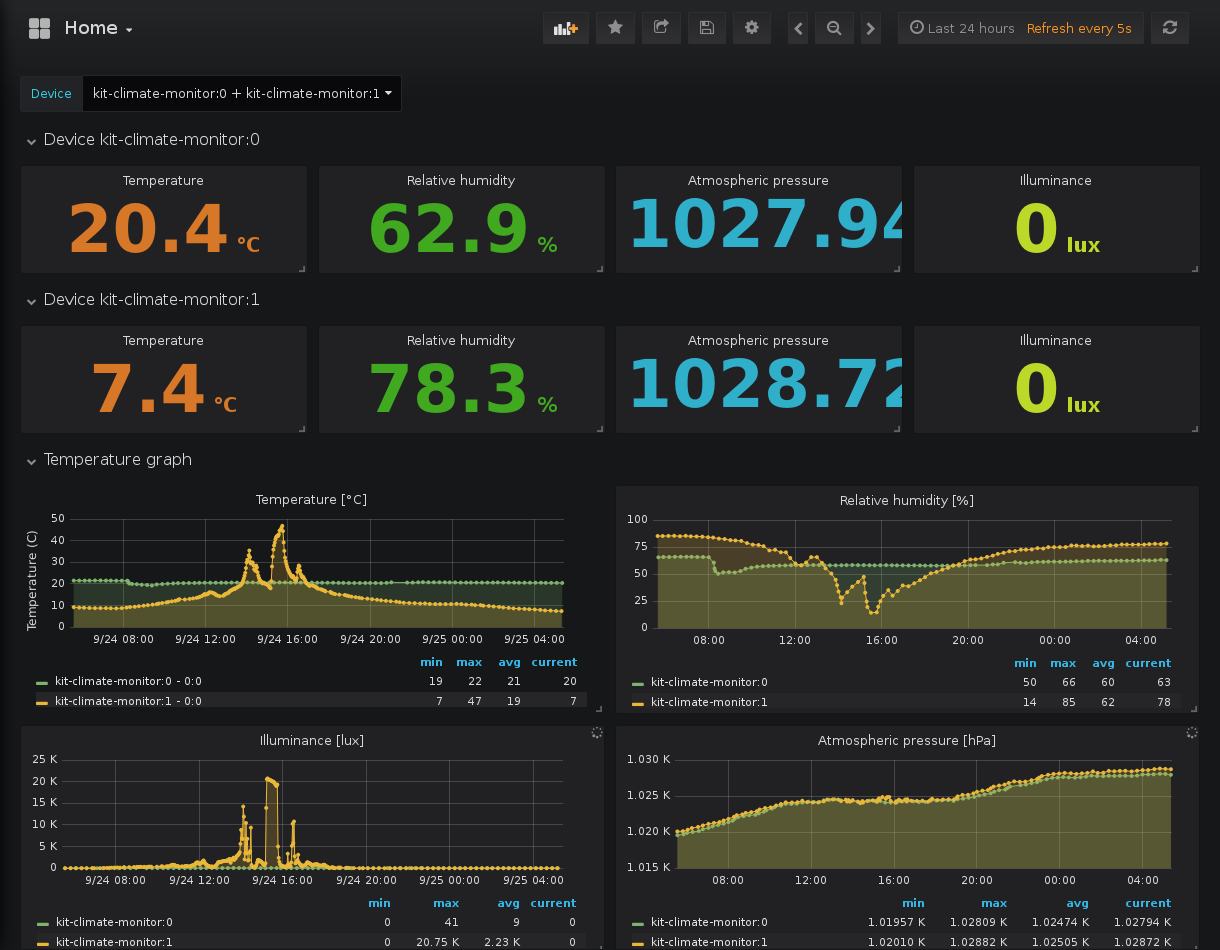 Home
Last 24 hours Refresh every 5s
Device kit-climate-monitor:0 + kit-climate-monitor:1
Device kit-climate-monitor:0
Temperature Relative humidity Atmospheric pressure Illuminance
20.4 °C 62.9 % 1027.94 0 lux
Device kit-climate-monitor:1
Temperature Relative humidity Atmospheric pressure Illuminance
7.4 °C 78.3 % 1028.72 0 lux
Temperature graph
Temperature [°C]
Temperature (C)
50
40
30
20
10
0
9/24 08:00 9/24 12:00 9/24 16:00 9/24 20:00 9/25 00:00 9/25 04:00
min max avg current
kit-climate-monitor:0 - 0:0 19 22 21 20
kit-climate-monitor:1 - 0:0 7 47 19 7
Relative humidity [%]
100
75
50
25
0
08:00 12:00 16:00 20:00 00:00 04:00
min max avg current
kit-climate-monitor:0 50 66 60 63
kit-climate-monitor:1 14 85 62 78
Illuminance [lux]
25 K
20 K
15 K
10 K
5 K
0
9/24 08:00 9/24 12:00 9/24 16:00 9/24 20:00 9/25 00:00 9/25 04:00
min max avg current
kit-climate-monitor:0 0 41 9 0
kit-climate-monitor:1 0 20.75 K 2.23 K 0
Atmospheric pressure [hPa]
1.030 K
1.025 K
1.020 K
1.015 K
08:00 12:00 16:00 20:00 00:00 04:00
min max avg current
kit-climate-monitor:0 1.01957 K 1.02809 K 1.02474 K 1.02794 K
kit-climate-monitor:1 1.02010 K 1.02882 K 1.02505 K 1.02872 K